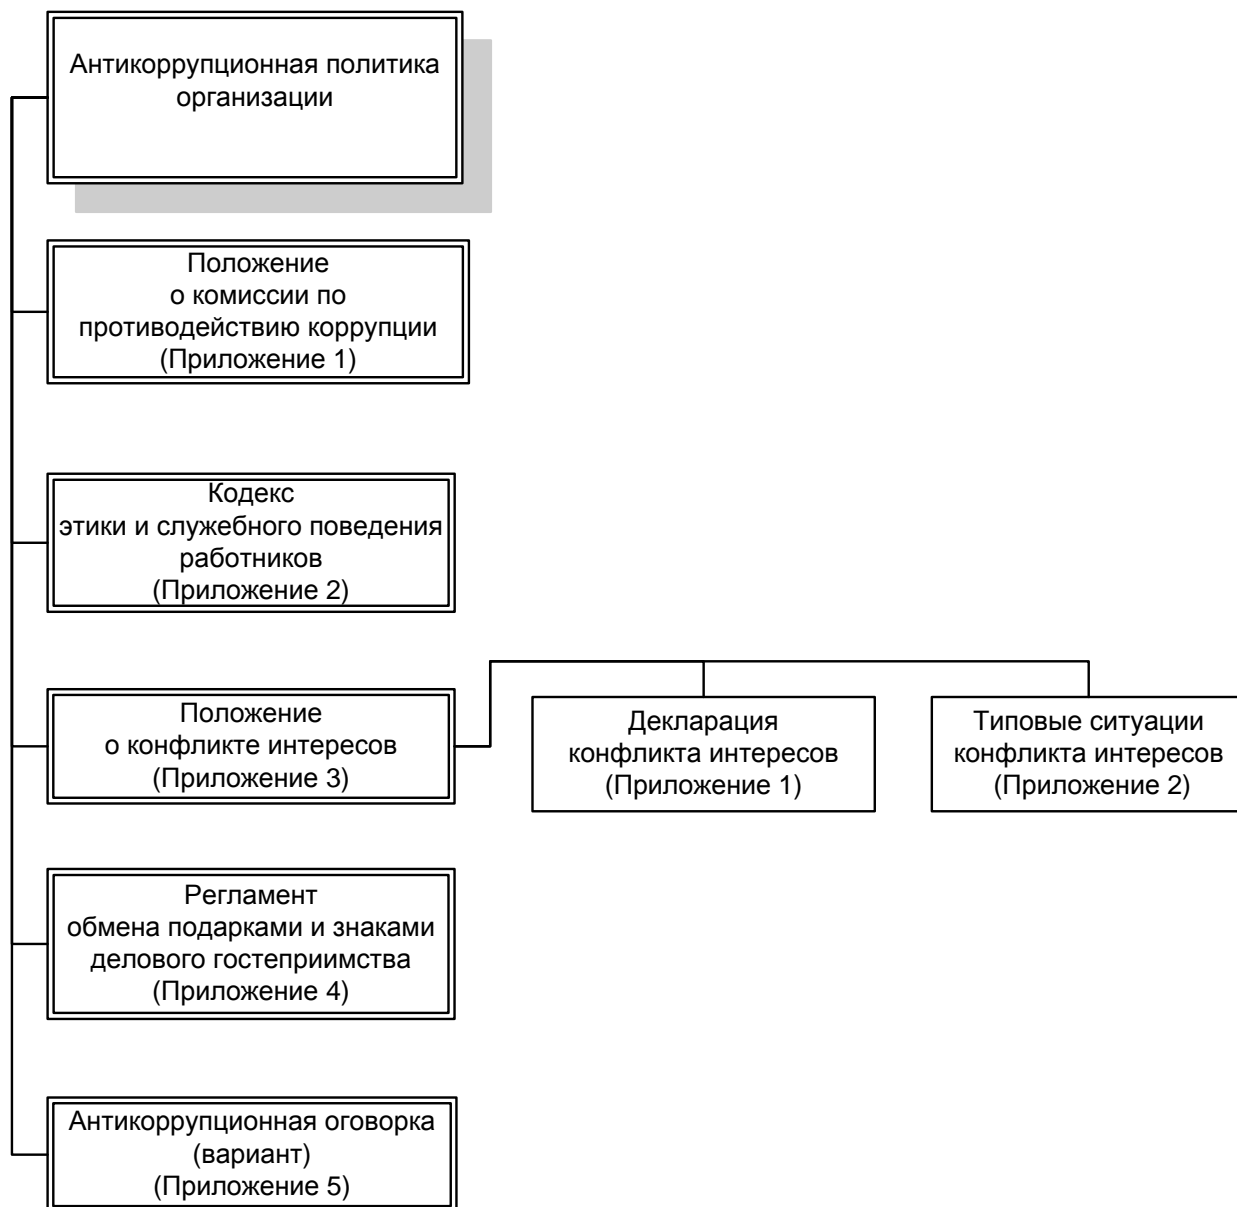 Антикоррупционная политика
организации
Положение
о комиссии по
противодействию коррупции
(Приложение 1)
Кодекс
этики и служебного поведения
работников
(Приложение 2)
Положение
о конфликте интересов
(Приложение 3)
Декларация
конфликта интересов
(Приложение 1)
Типовые ситуации
конфликта интересов
(Приложение 2)
Регламент
обмена подарками и знаками
делового гостеприимства
(Приложение 4)
Антикоррупционная оговорка
(вариант)
(Приложение 5)